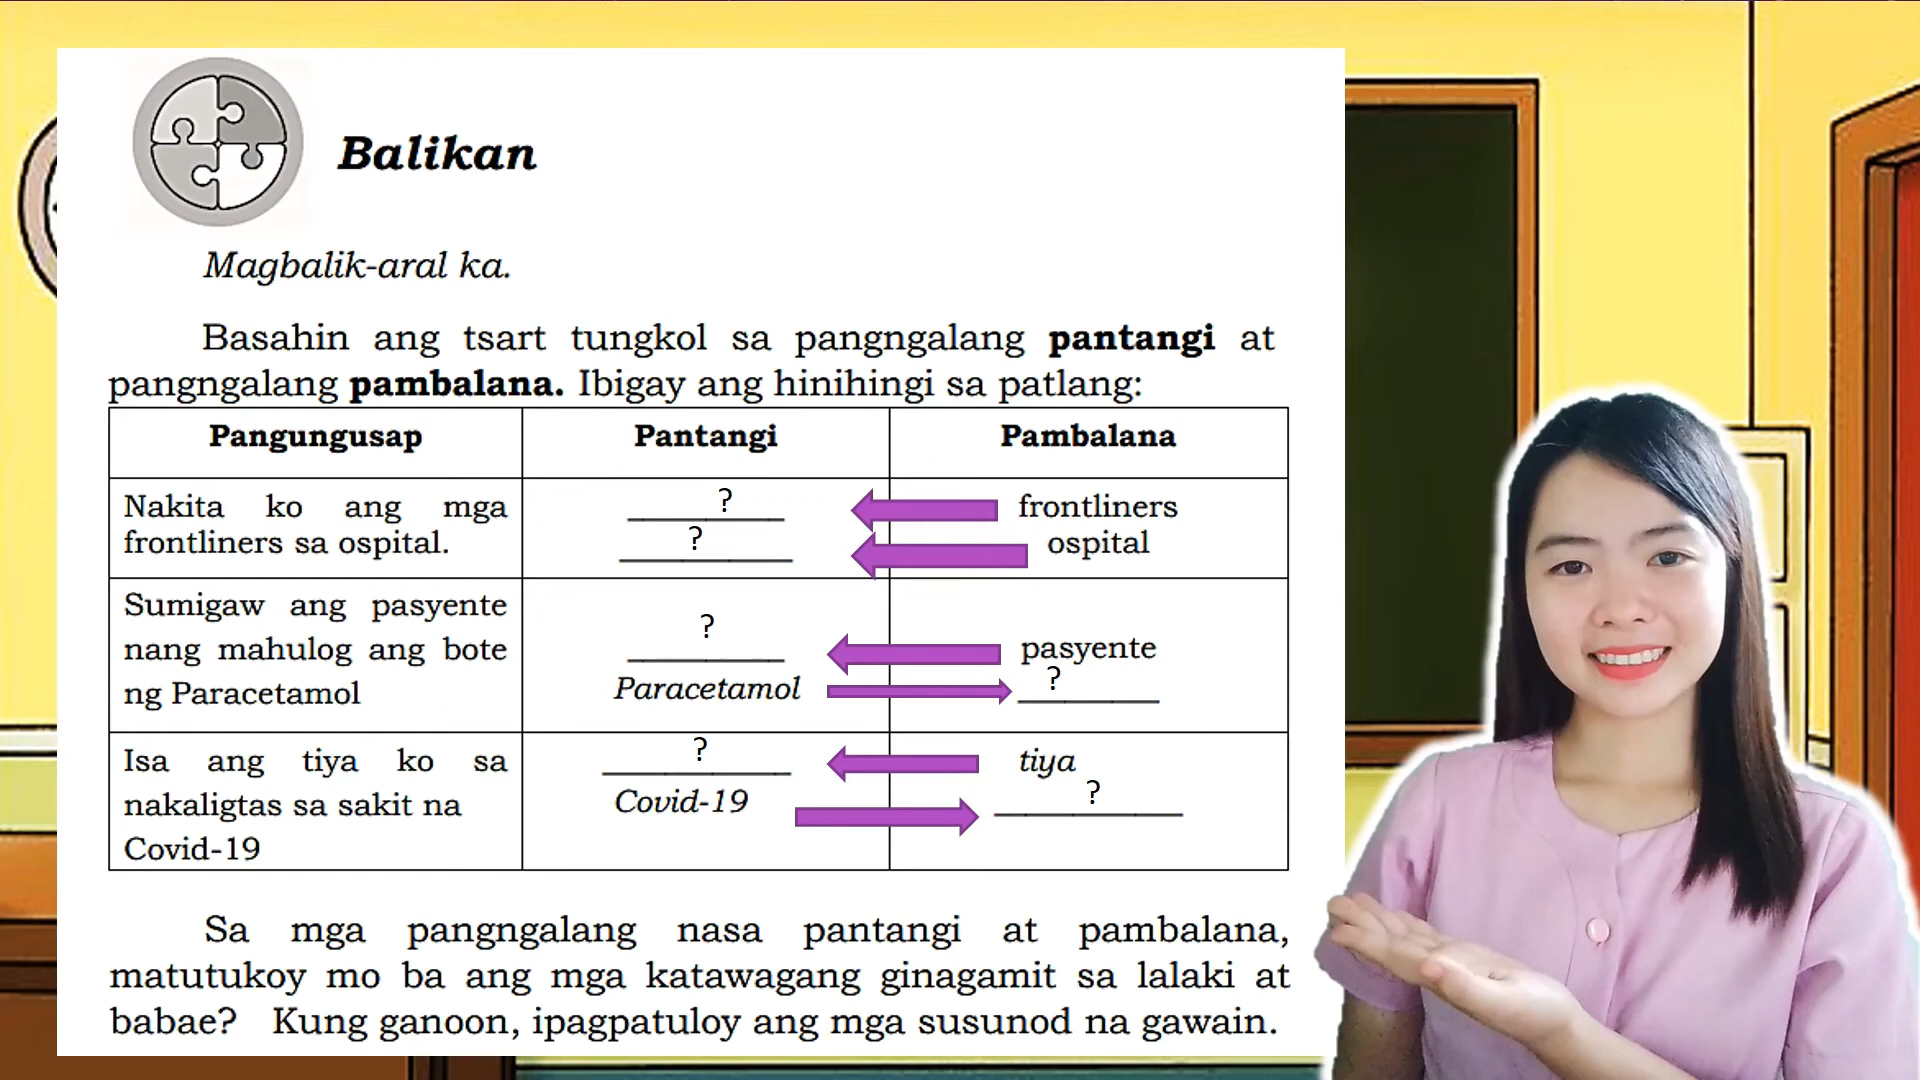 Balikan
Magbalik-aral ka.
Basahin ang tsart tungkol sa pangngalang pantangi at
pangngalang pambalana. Ibigay ang hinihingi sa patlang:
Pangungusap Pantangi Pambalana
Nakita ko ang mga
frontliners sa ospital.
?
?
frontliners
ospital
Sumigaw ang pasyente
nang mahulog ang bote
ng Paracetamol
?
Paracetamol
pasyente
?
Isa ang tiya ko sa
nakaligtas sa sakit na
Covid-19
?
Covid-19
tiya
?
Sa mga pangngalang nasa pantangi at pambalana,
matutukoy mo ba ang mga katawagang ginagamit sa lalaki at
babae? Kung ganoon, ipagpatuloy ang mga susunod na gawain.